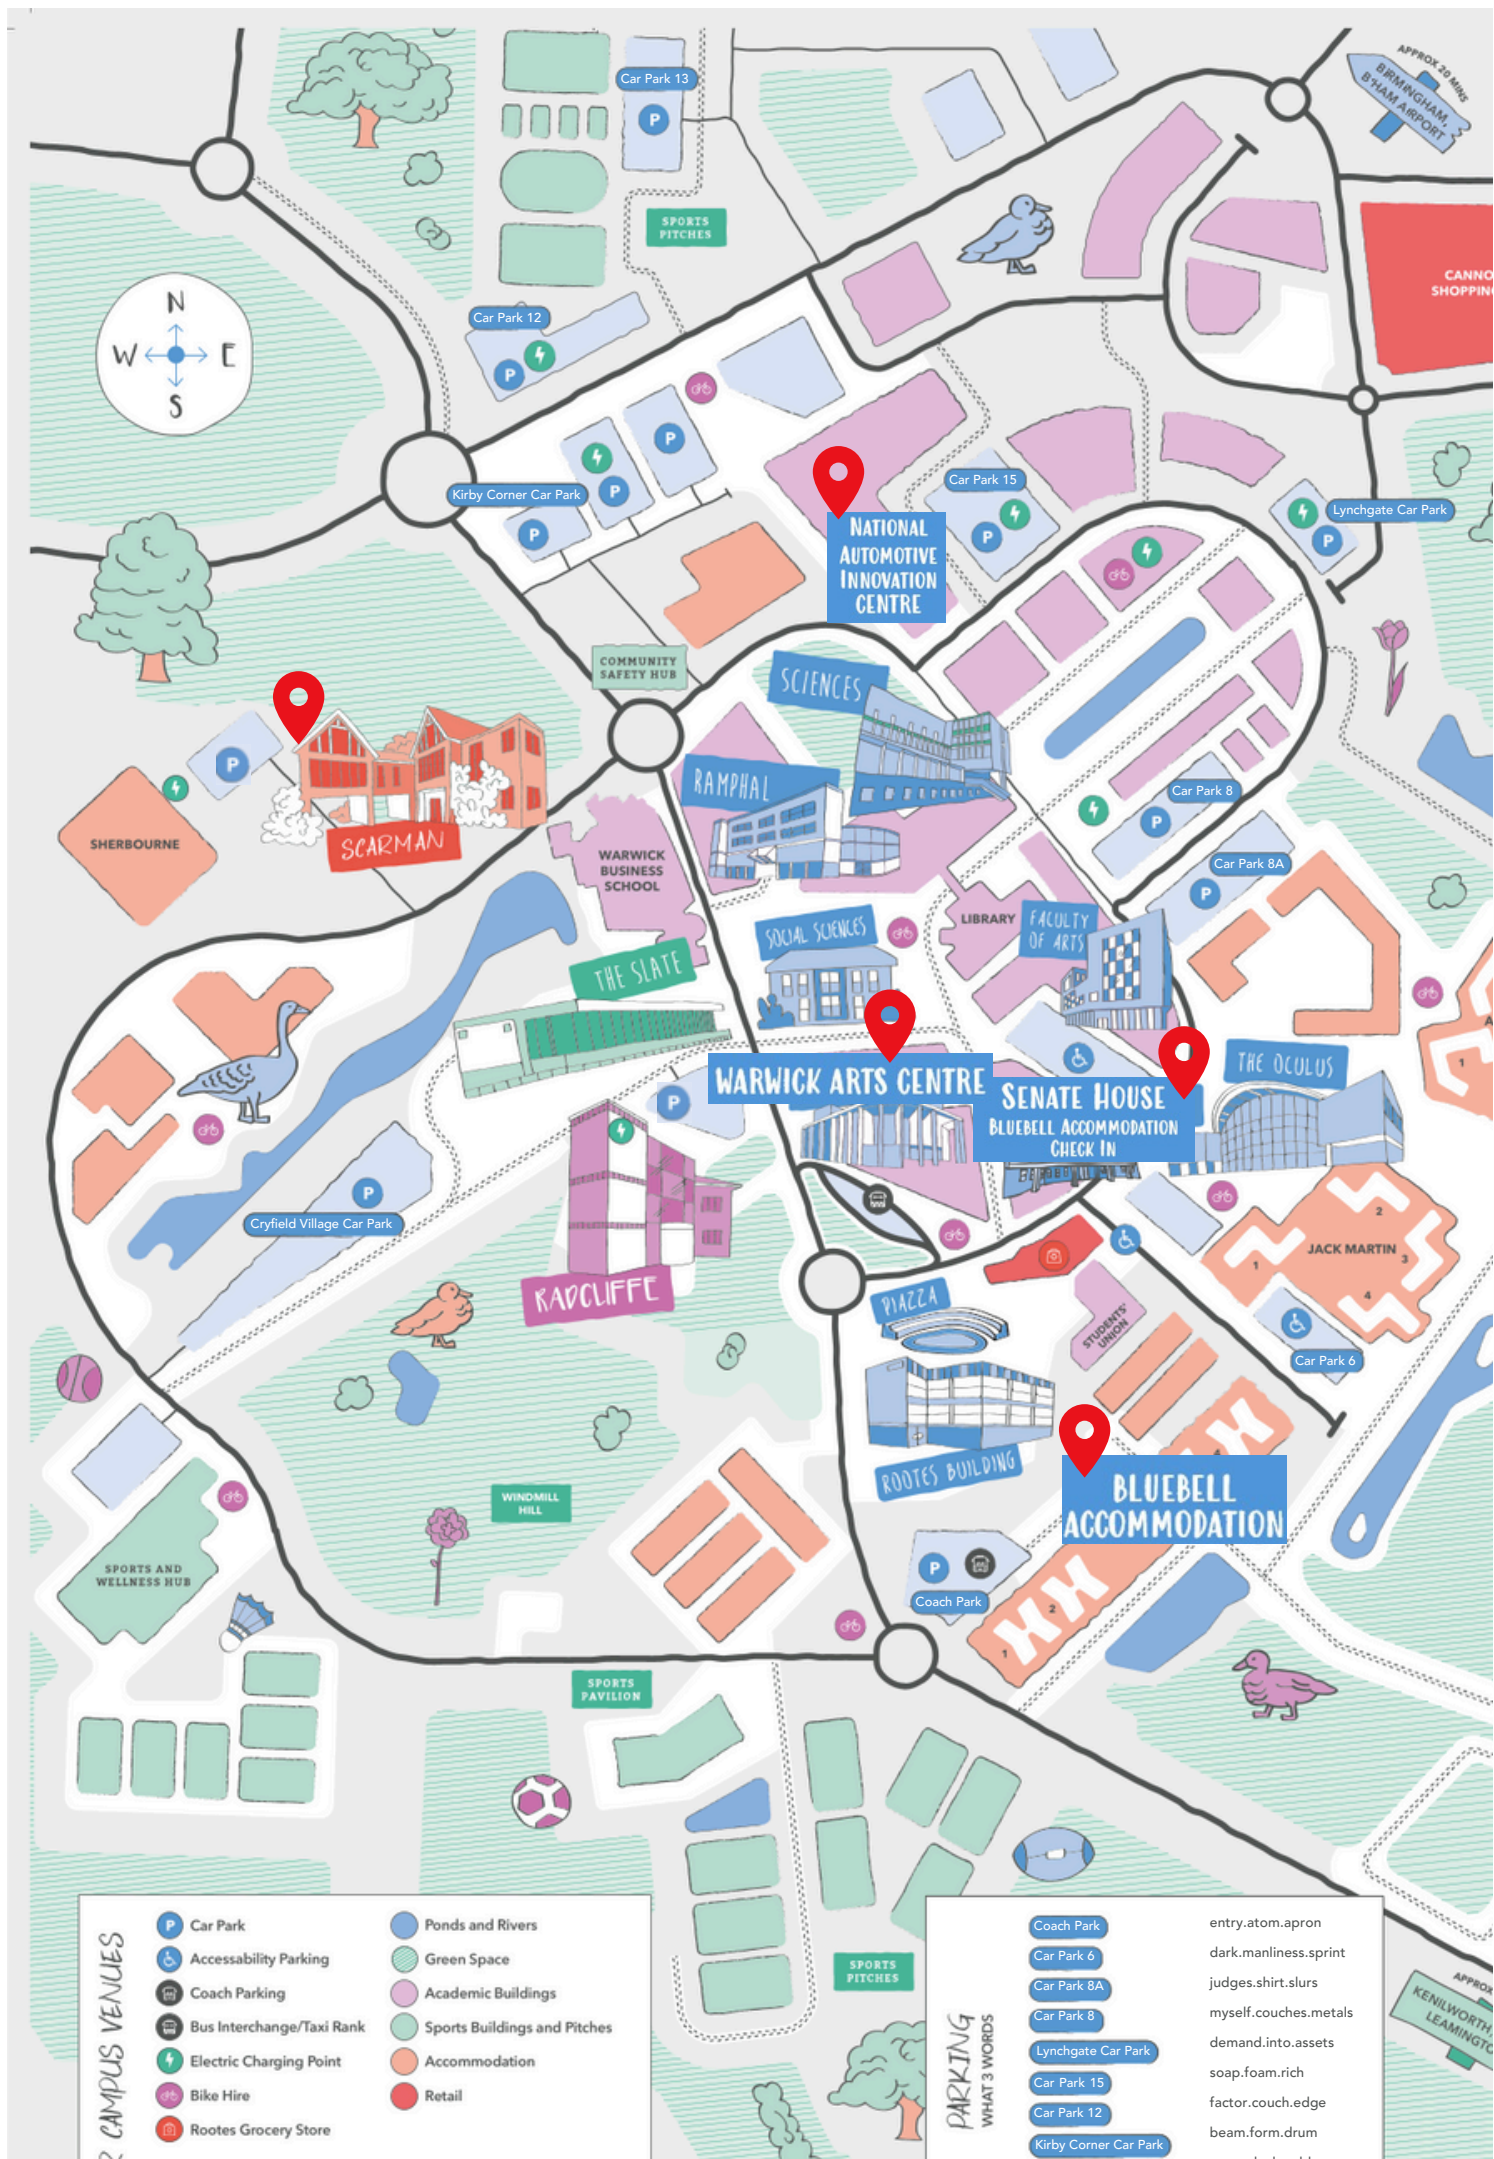 APPROX 20 MINS
BIRMINGHAM,
B'HAM AIRPORT
Car Park 13
P
SPORTS
PITCHES
N
W
E
S
CANNO
SHOPPIN
Car Park 12
P
P
P
P
Kirby Corner Car Park
Car Park 15
P
Lynchgate Car Park
P
NATIONAL
AUTOMOTIVE
INNOVATION
CENTRE
COMMUNITY
SAFETY HUB
SCIENCES
RAMPHAL
P
SHERBOURNE
SCARMAN
WARWICK
BUSINESS
SCHOOL
Car Park 8
P
Car Park 8A
P
LIBRARY
FACULTY
OF ARTS
SOCIAL SCIENCES
THE SLATE
WARWICK ARTS CENTRE
SENATE HOUSE
BLUEBELL ACCOMMODATION
CHECK IN
THE OCULUS
A
1
P
P
Cryfield Village Car Park
RADCLIFFE
PIAZZA
STUDENTS'
UNION
JACK MARTIN
1
2
3
4
Car Park 6
ROOTES BUILDING
4
BLUEBELL
ACCOMMODATION
WINDMILL
HILL
SPORTS AND
WELLNESS HUB
P
Coach Park
2
1
SPORTS
PAVILION
SPORTS
PITCHES
APPROX
KENILWORTH,
LEAMINGTO
CAMPUS VENUES
P
Car Park
Accessability Parking
Coach Parking
Bus Interchange/Taxi Rank
Electric Charging Point
Bike Hire
Rootes Grocery Store
Ponds and Rivers
Green Space
Academic Buildings
Sports Buildings and Pitches
Accommodation
Retail
PARKING
WHAT 3 WORDS
Coach Park entry.atom.apron
Car Park 6 dark.manliness.sprint
Car Park 8A judges.shirt.slurs
Car Park 8 myself.couches.metals
Lynchgate Car Park demand.into.assets
Car Park 15 soap.foam.rich
Car Park 12 factor.couch.edge
Kirby Corner Car Park beam.form.drum